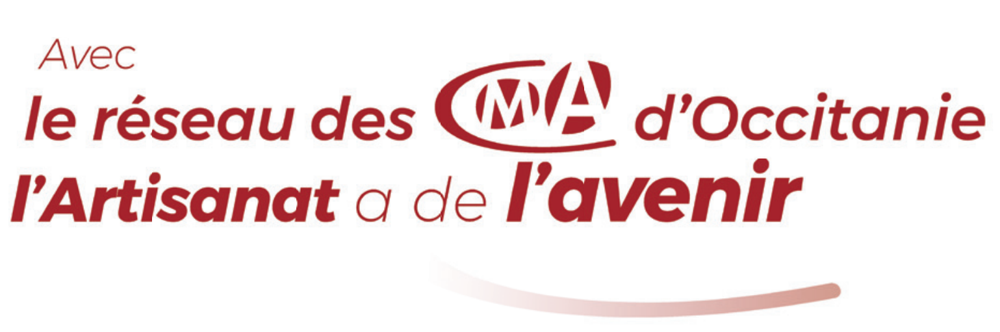 Avec
le réseau des CMA d'Occitanie
l'Artisanat a de l'avenir